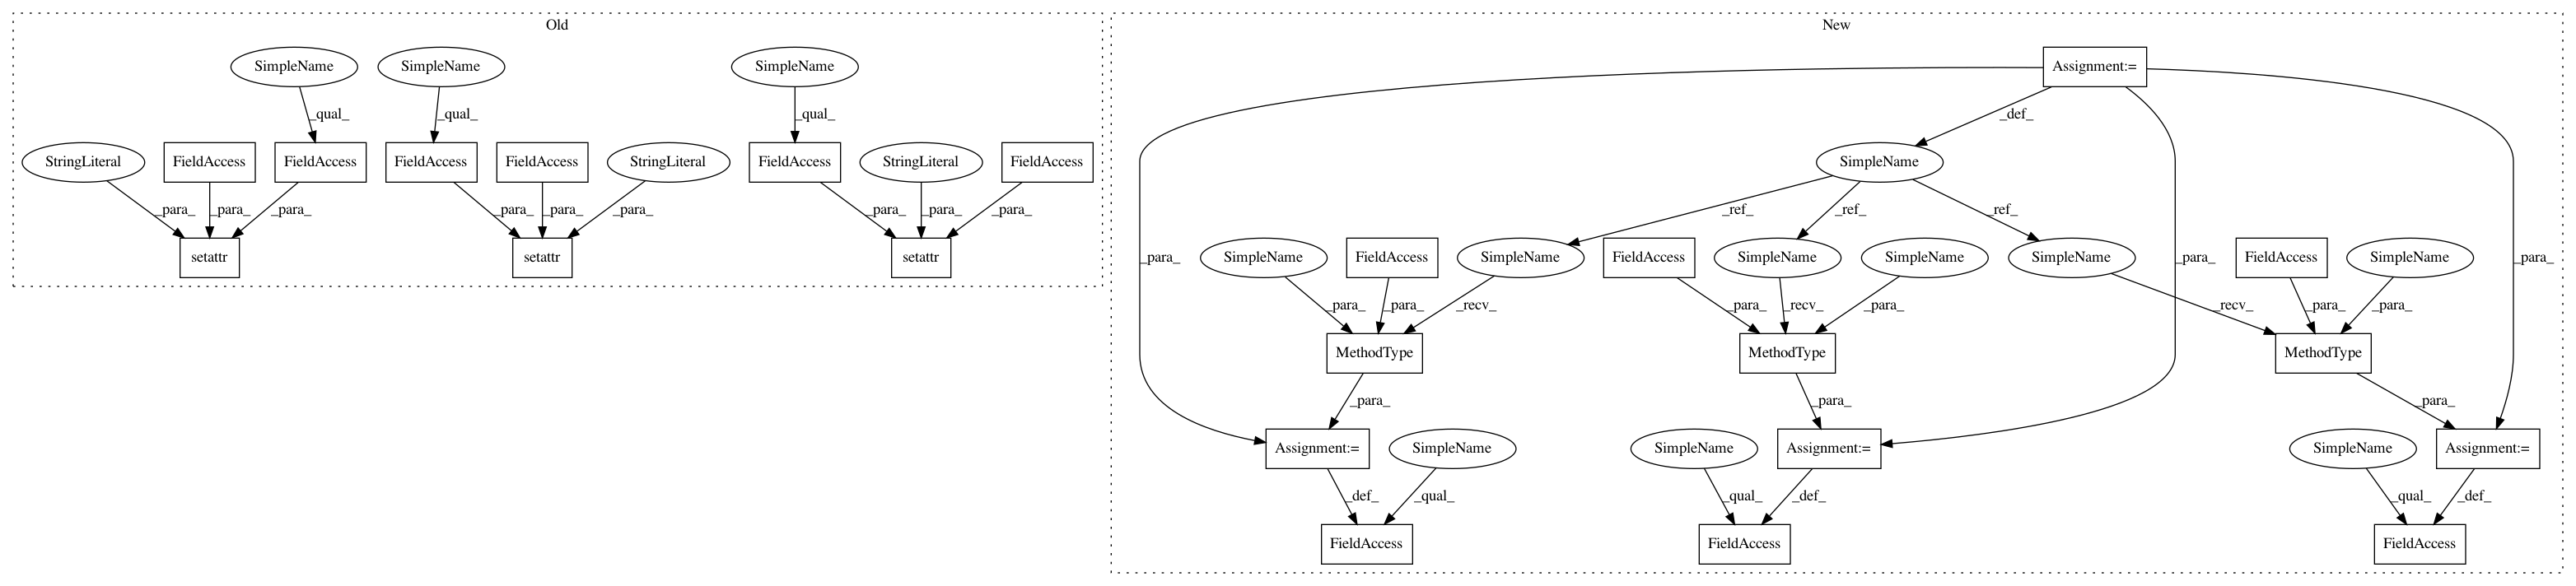 Old
New
Assignment:=
SimpleName
SimpleName
SimpleName
_qual_
_qual_
_qual_
_def_
StringLiteral
FieldAccess
FieldAccess
FieldAccess
FieldAccess
StringLiteral
FieldAccess
StringLiteral
FieldAccess
SimpleName
_para_
_para_
_para_
_para_
_para_
_para_
_para_
_para_
_para_
_ref_
_ref_
_ref_
setattr
setattr
setattr
_para_
SimpleName
FieldAccess
SimpleName
FieldAccess
SimpleName
SimpleName
SimpleName
_para_
FieldAccess
SimpleName
_para_
_para_
_para_
_recv_
_para_
_recv_
_para_
_recv_
_para_
_para_
MethodType
MethodType
MethodType
_para_
_para_
_para_
Assignment:=
SimpleName
SimpleName
Assignment:=
SimpleName
Assignment:=
_def_
_qual_
_qual_
_def_
_qual_
_def_
FieldAccess
FieldAccess
FieldAccess